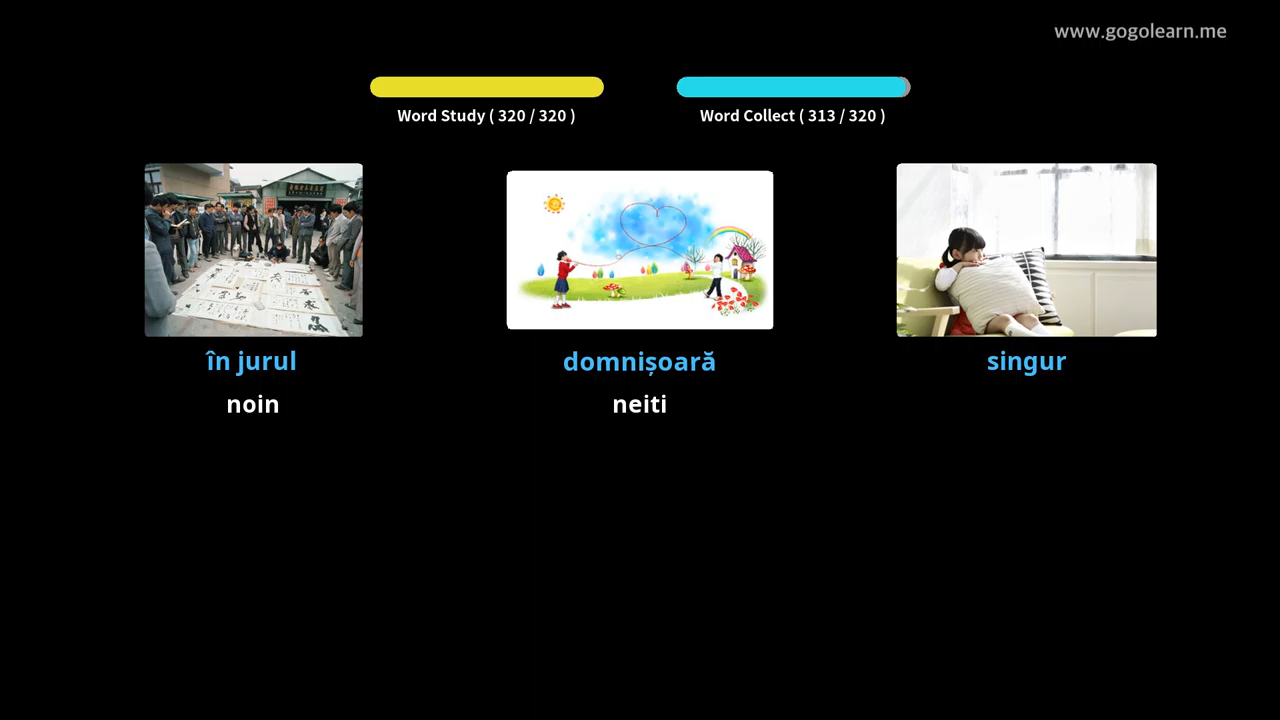 www.gogolearn.me
Word Study ( 320 / 320 )
Word Collect ( 313 / 320 )
în jurul
domnișoară
singur
noin
neiti